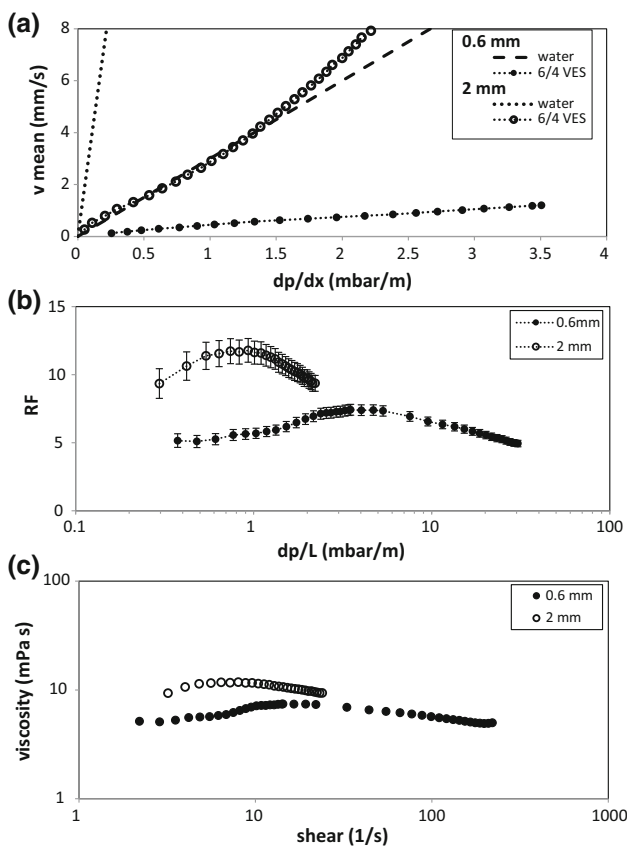 (a)
8
6
4
2
0
v mean (mm/s)
0
0.5
1
1.5
2
2.5
3
3.5
4
dp/dx (mbar/m)
0.6 mm
water
6/4 VES
2 mm
water
6/4 VES
(b)
15
10
5
0
RF
0.1
1
10
100
dp/L (mbar/m)
0.6mm
2 mm
(c)
100
10
1
viscosity (mPa s)
1
10
100
1000
shear (1/s)
0.6 mm
2 mm